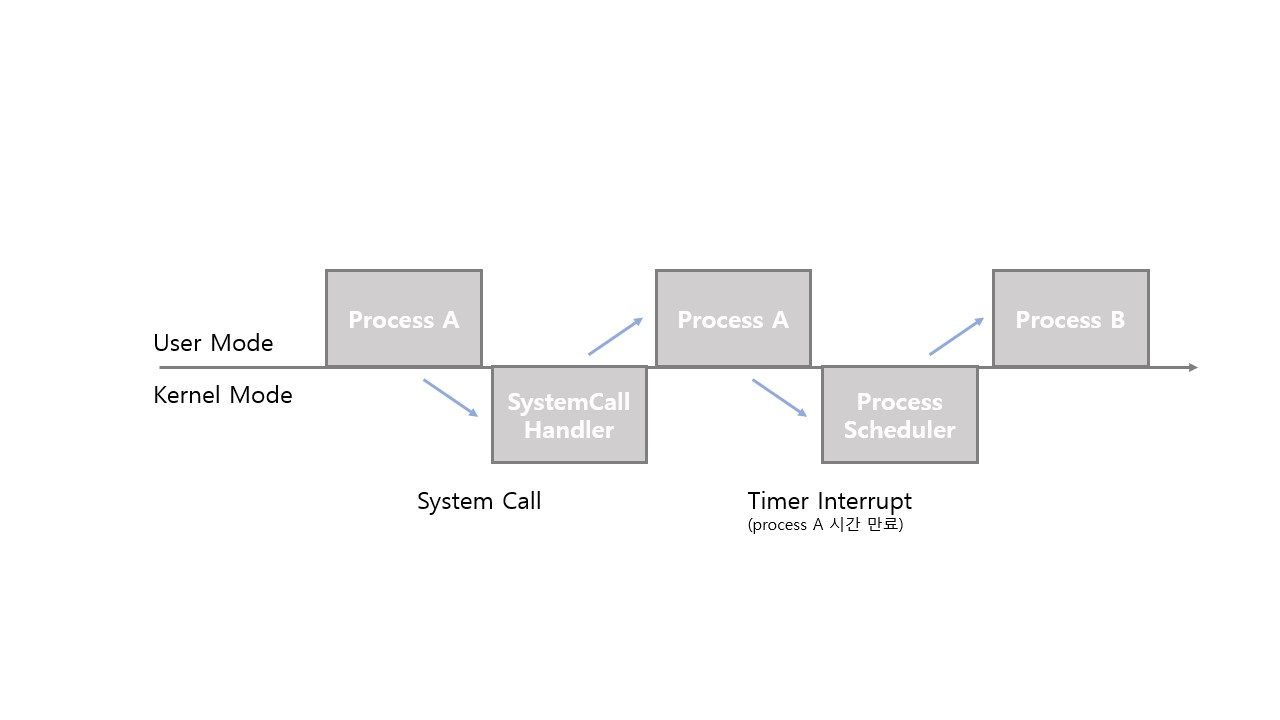 Process A
Process A
Process B
User Mode
Kernel Mode
SystemCall
Handler
Process
Scheduler
System Call
Timer Interrupt
(process A 시간 만료)